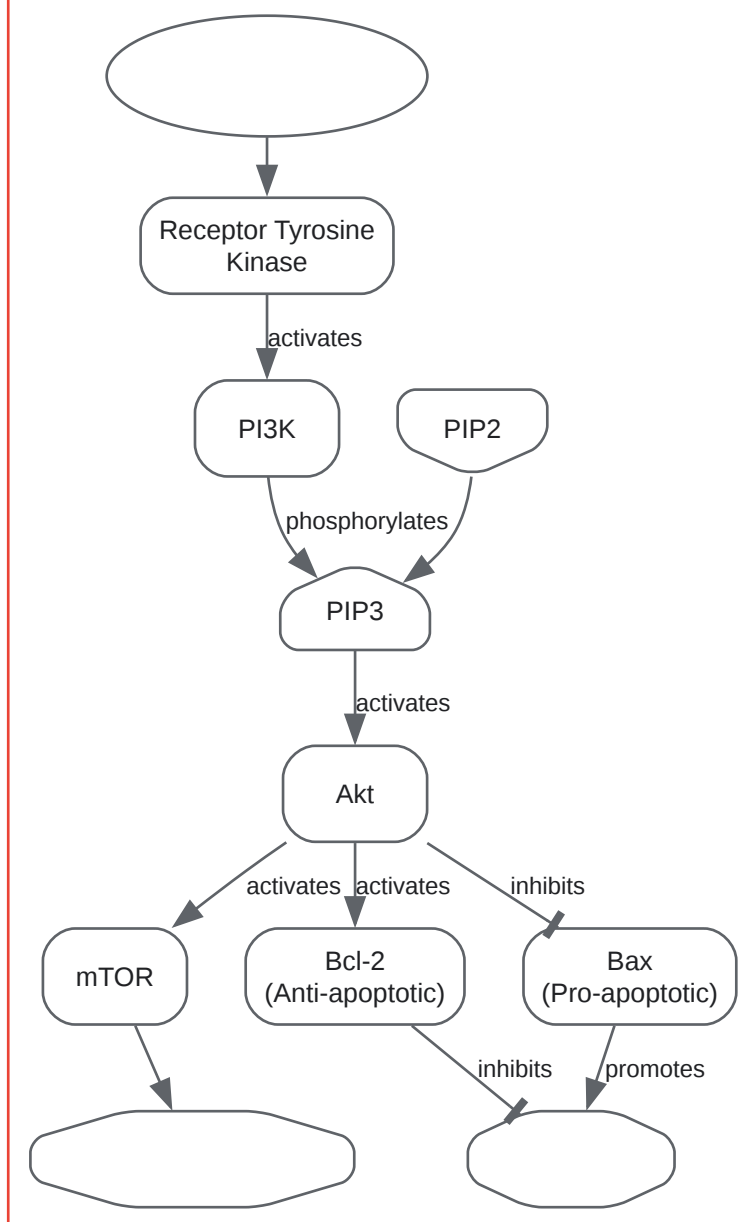 Receptor Tyrosine
Kinase
activates
PI3K
PIP2
phosphorylates
PIP3
activates
Akt
activates
activates
inhibits
mTOR
Bcl-2
(Anti-apoptotic)
Bax
(Pro-apoptotic)
inhibits
promotes